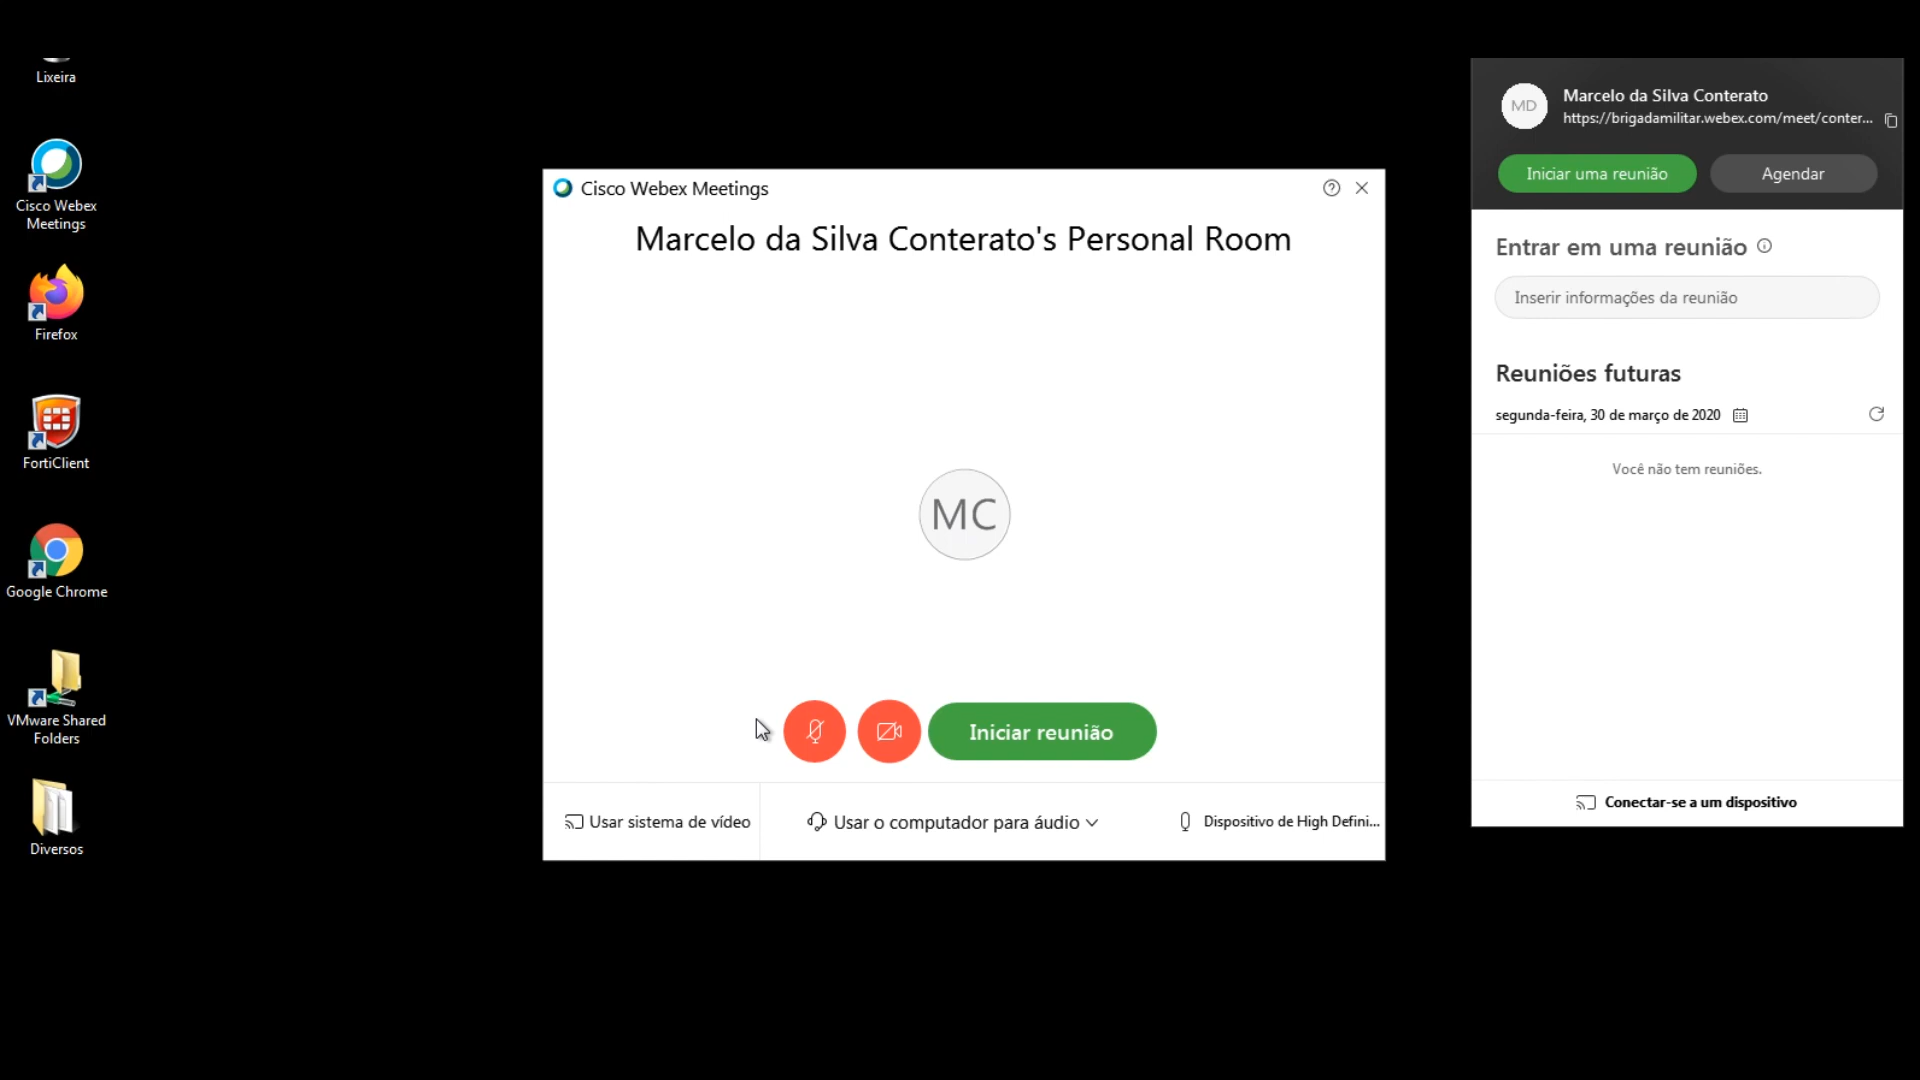 Lixeira
Cisco Webex
Meetings
Firefox
FortiClient
Google Chrome
VMware Shared
Folders
Diversos
Cisco Webex Meetings
Marcelo da Silva Conterato's Personal Room
MC
Iniciar reunião
Usar sistema de vídeo
Usar o computador para áudio
Dispositivo de High Defini...
MD
Marcelo da Silva Conterato
https://brigadamilitar.webex.com/meet/conter...
Iniciar uma reunião
Agendar
Entrar em uma reunião
Inserir informações da reunião
Reuniões futuras
segunda-feira, 30 de março de 2020
Você não tem reuniões.
Conectar-se a um dispositivo